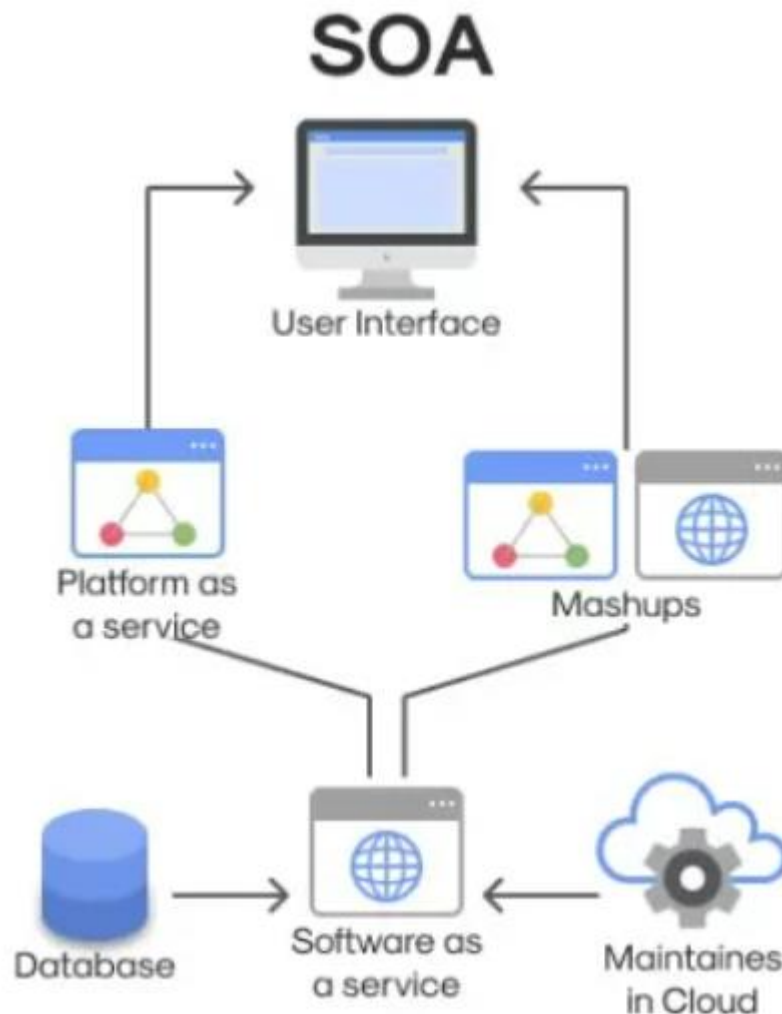 SOA
User Interface
Platform as
a service
Mashups
Database
Software as
a service
Maintaines
in Cloud